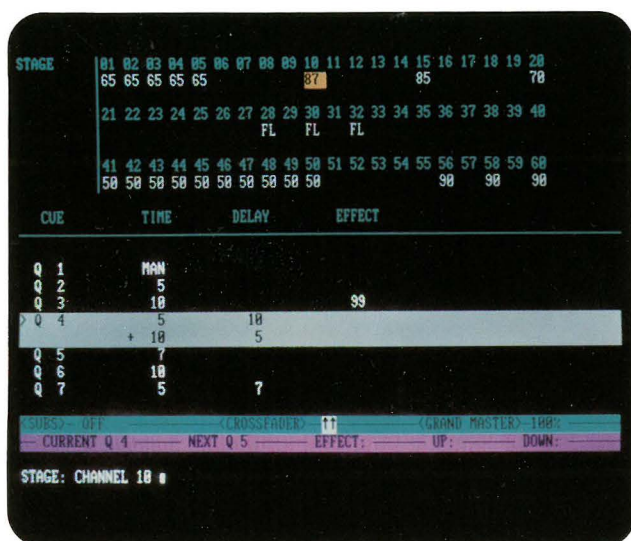 STAGE 01 02 03 04 05 06 07 08 09 10 11 12 13 14 15 16 17 18 19 20
65 65 65 65 65 87 85 70
21 22 23 24 25 26 27 28 29 30 31 32 33 34 35 36 37 38 39 40
FL FL FL
41 42 43 44 45 46 47 48 49 50 51 52 53 54 55 56 57 58 59 60
50 50 50 50 50 50 50 50 50 50 90 90 90
CUE TIME DELAY EFFECT
Q 1 MAN
Q 2 5
Q 3 10 99
> Q 4 5 10
+ 10 5
Q 5 7
Q 6 10
Q 7 5 7
<SUBS>- OFF <CROSSFADER> ↑↑ <GRAND MASTER>-100%
CURRENT Q 4 NEXT Q 5 EFFECT: UP: DOWN:
STAGE: CHANNEL 10